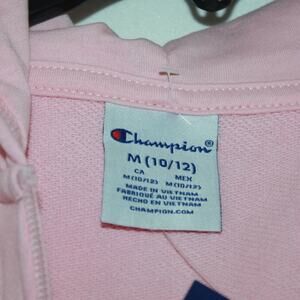 Champion®
M (10/12)
CA MEX
M(10/12) M(10/12)
MADE IN VIETNAM
FABRIQUÉ AU VIETNAM
HECHO EN VIETNAM
CHAMPION.COM